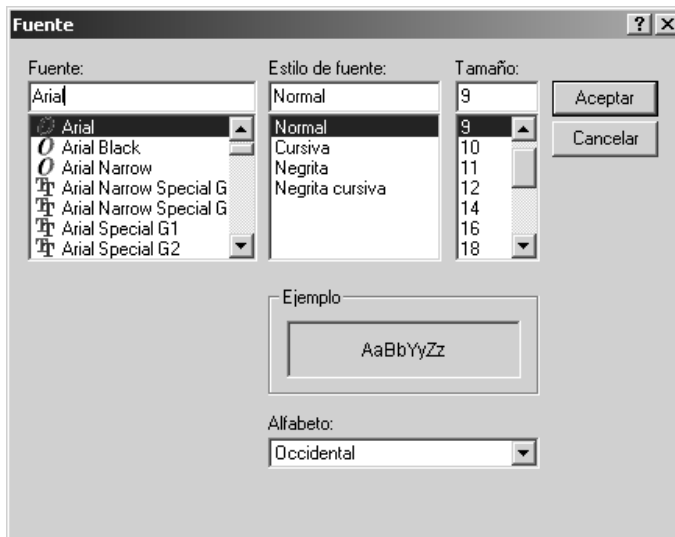 Fuente
Fuente:
Arial
Arial
Arial Black
Arial Narrow
Arial Narrow Special G
Arial Narrow Special G
Arial Special G1
Arial Special G2
Estilo de fuente:
Normal
Normal
Cursiva
Negrita
Negrita cursiva
Tamaño:
9
9
10
11
12
14
16
18
Aceptar
Cancelar
Ejemplo
AaBbYyZz
Alfabeto:
Occidental